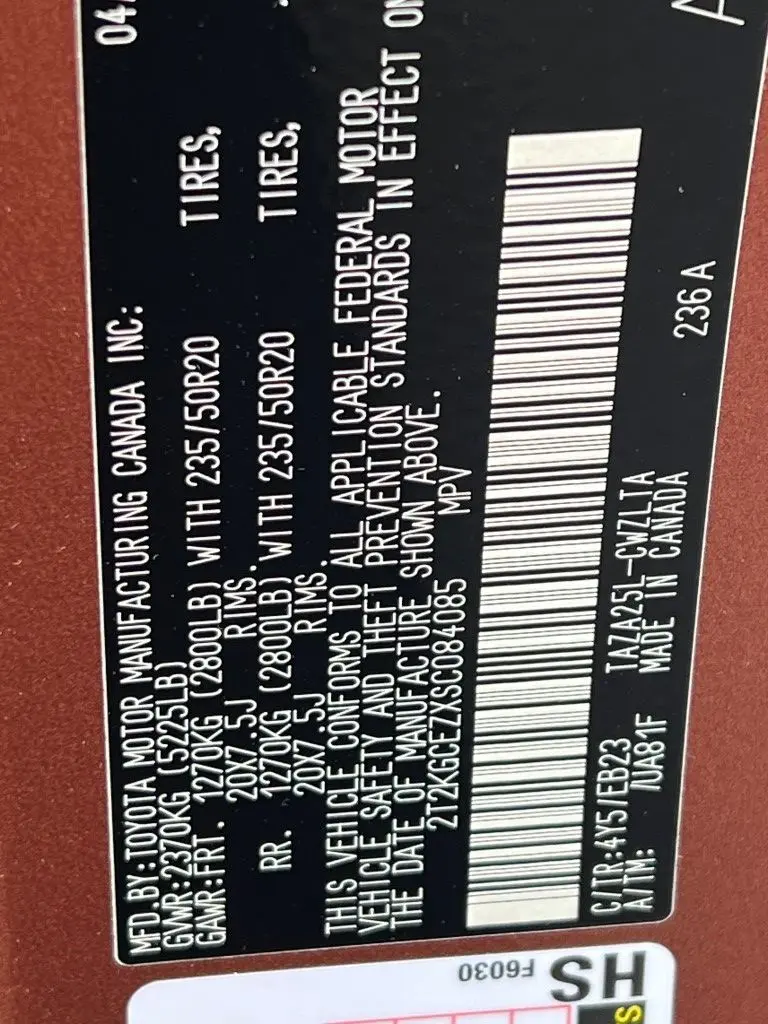 04
MFD.BY:TOYOTA MOTOR MANUFACTURING CANADA INC:
GVWR:2370KG (5225LB)
GAWR:FRT. 1270KG (2800LB) WITH 235/50R20 TIRES,
20X7.5J RIMS.
RR. 1270KG (2800LB) WITH 235/50R20 TIRES,
20X7.5J RIMS.
THIS VEHICLE CONFORMS TO ALL APPLICABLE FEDERAL MOTOR
VEHICLE SAFETY AND THEFT PREVENTION STANDARDS IN EFFECT ON
THE DATE OF MANUFACTURE SHOWN ABOVE.
2T2KGCEZXSC084085 MPV
C/TR:4Y5/EB23 TAZA25L-CWZLTA
A/TM: /UA81F MADE IN CANADA
236A
A
HS F6030
S